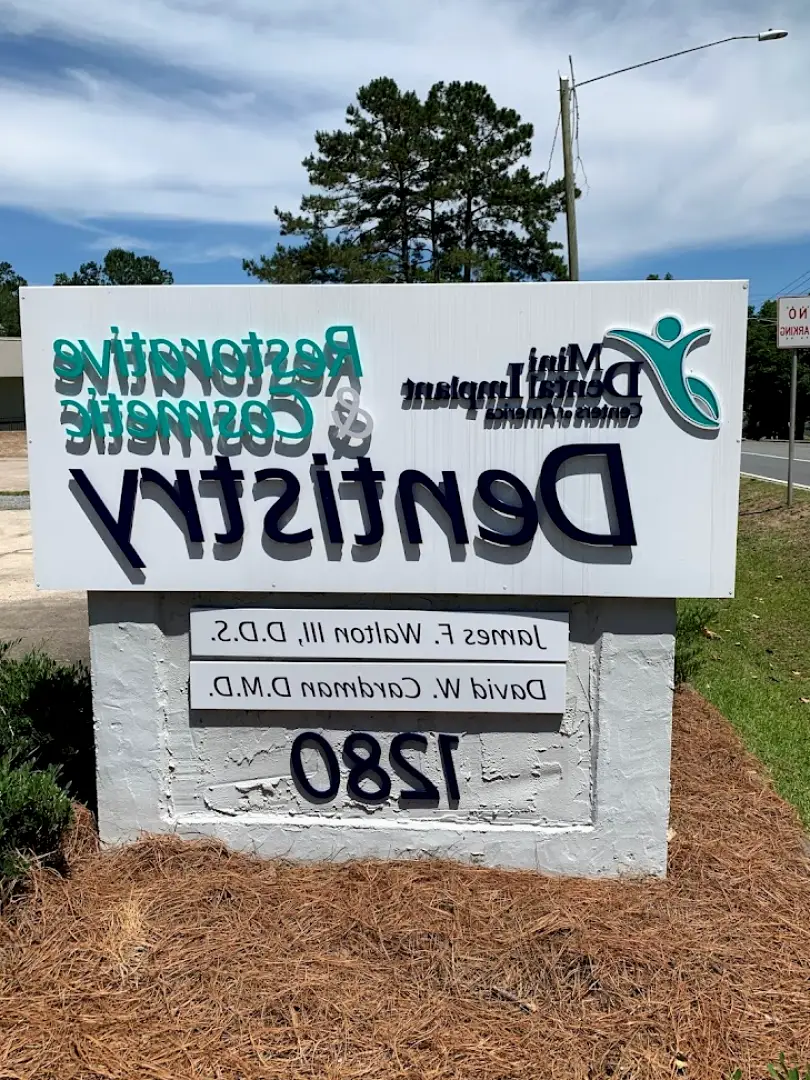 Mini
Dental Implant
Centers of America
Restorative
& Cosmetic
Dentistry
James F. Walton III, D.D.S.
David W. Cardman D.M.D.
1280
NO
PARKING